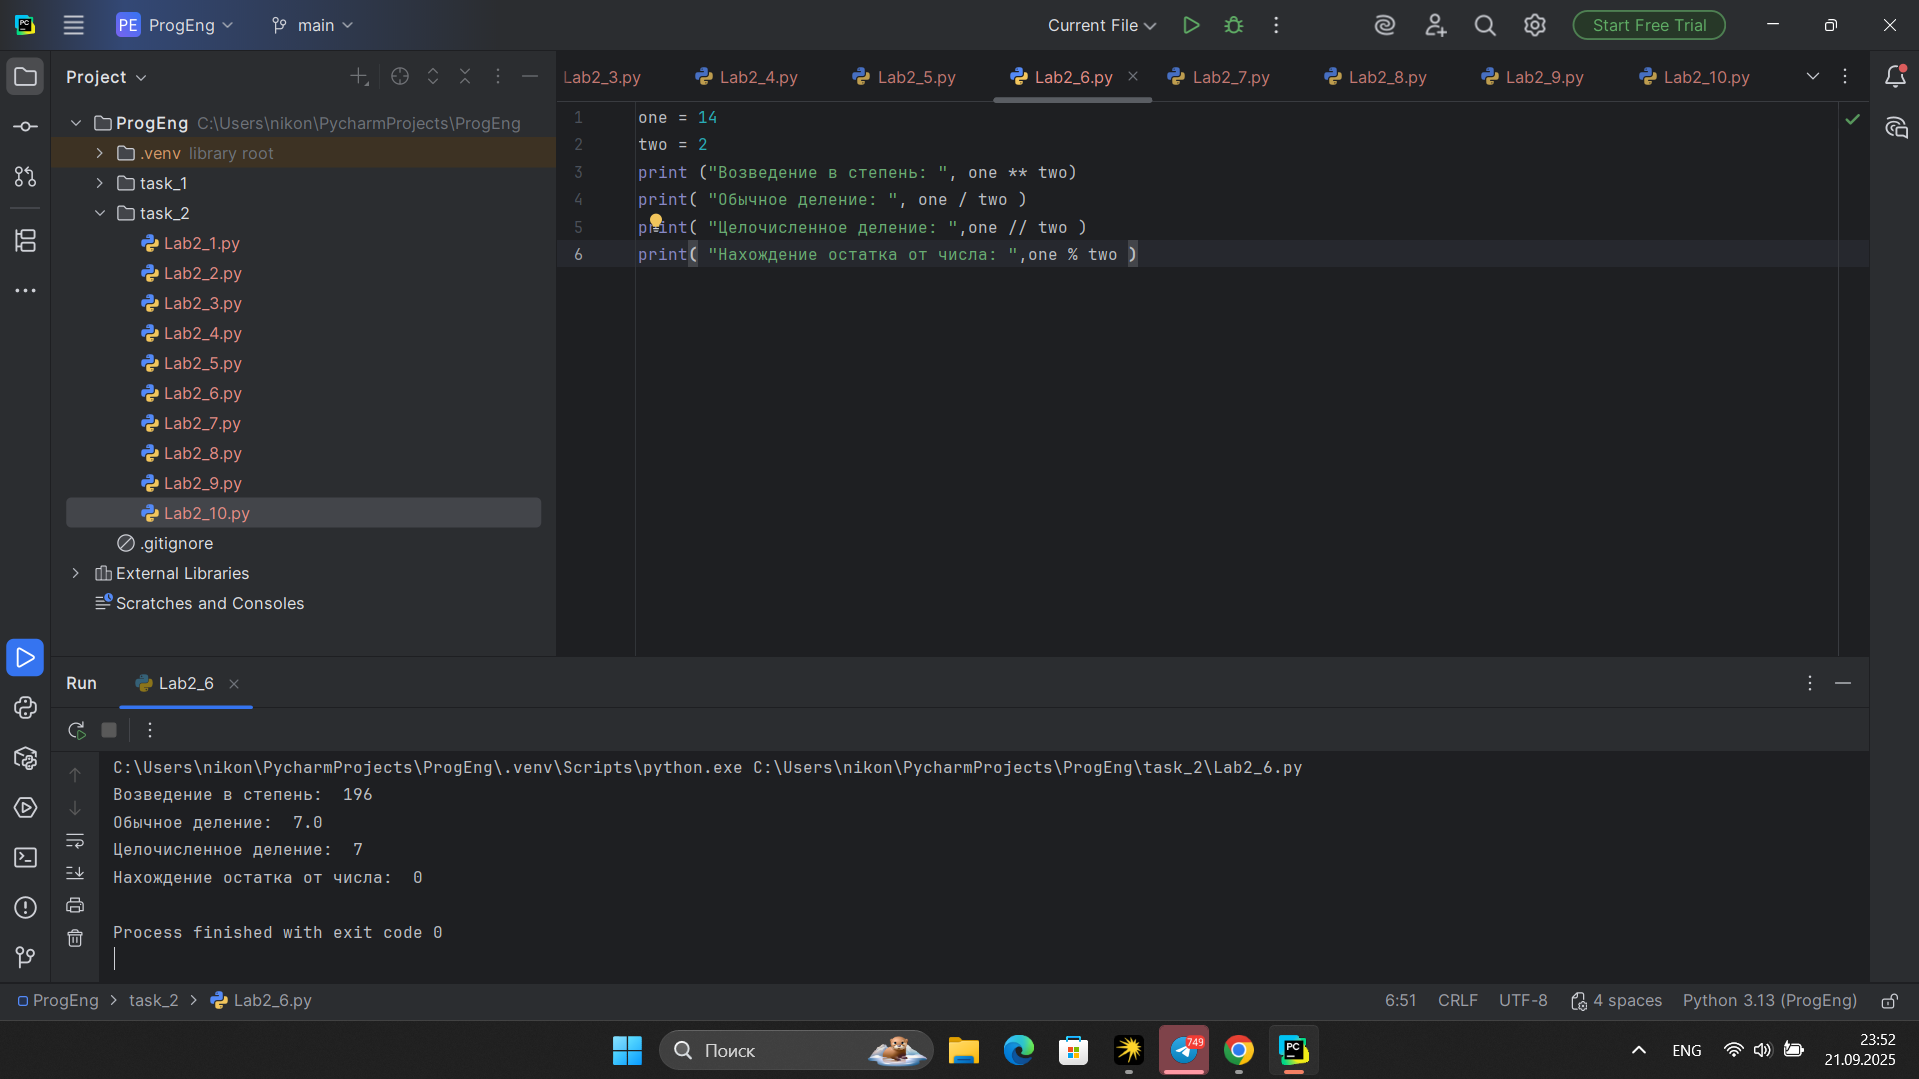 PE ProgEng main Current File Start Free Trial
Project
Lab2_3.py Lab2_4.py Lab2_5.py Lab2_6.py Lab2_7.py Lab2_8.py Lab2_9.py Lab2_10.py
ProgEng C:\Users\nikon\PycharmProjects\ProgEng
.venv library root
task_1
task_2
Lab2_1.py
Lab2_2.py
Lab2_3.py
Lab2_4.py
Lab2_5.py
Lab2_6.py
Lab2_7.py
Lab2_8.py
Lab2_9.py
Lab2_10.py
.gitignore
External Libraries
Scratches and Consoles
1 one = 14
2 two = 2
3 print ("Возведение в степень: ", one ** two)
4 print( "Обычное деление: ", one / two )
5 print( "Целочисленное деление: ",one // two )
6 print( "Нахождение остатка от числа: ",one % two )
Run Lab2_6
C:\Users\nikon\PycharmProjects\ProgEng\.venv\Scripts\python.exe C:\Users\nikon\PycharmProjects\ProgEng\task_2\Lab2_6.py
Возведение в степень:  196
Обычное деление:  7.0
Целочисленное деление:  7
Нахождение остатка от числа:  0
Process finished with exit code 0
ProgEng > task_2 > Lab2_6.py 6:51 CRLF UTF-8 4 spaces Python 3.13 (ProgEng)
Поиск 749 PC ENG 23:52
21.09.2025